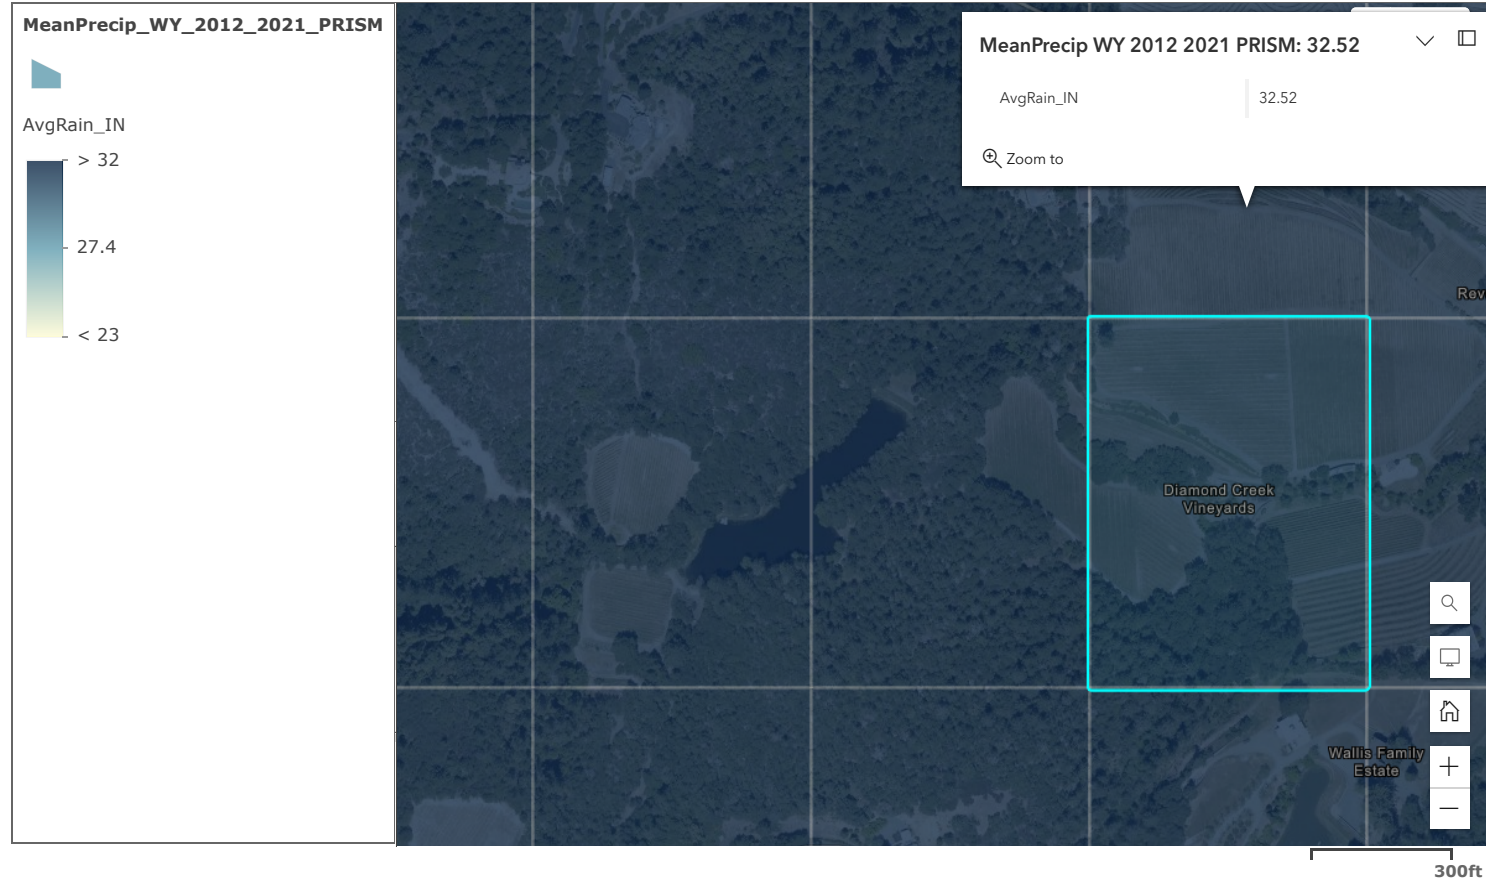 MeanPrecip_WY_2012_2021_PRISM
AvgRain_IN
> 32
27.4
< 23
MeanPrecip WY 2012 2021 PRISM: 32.52
AvgRain_IN 32.52
Zoom to
Rev
Diamond Creek
Vineyards
Wallis Family
Estate
300ft